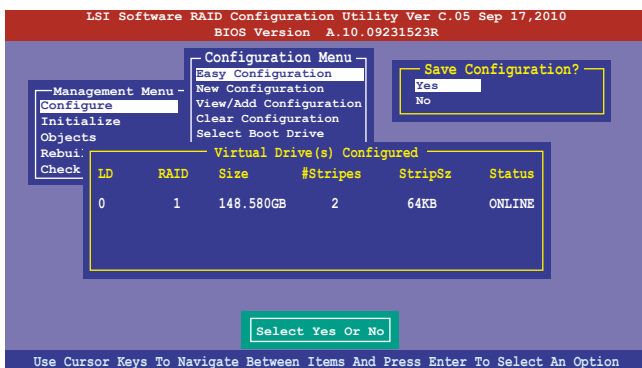 LSI Software RAID Configuration Utility Ver C.05 Sep 17,2010
BIOS Version A.10.09231523R
Configuration Menu
Easy Configuration
New Configuration
View/Add Configuration
Clear Configuration
Select Boot Drive
Save Configuration?
Yes
No
Management Menu
Configure
Initialize
Objects
Rebui
Check
Virtual Drive(s) Configured
LD RAID Size #Stripes StripSz Status
0 1 148.580GB 2 64KB ONLINE
Select Yes Or No
Use Cursor Keys To Navigate Between Items And Press Enter To Select An Option